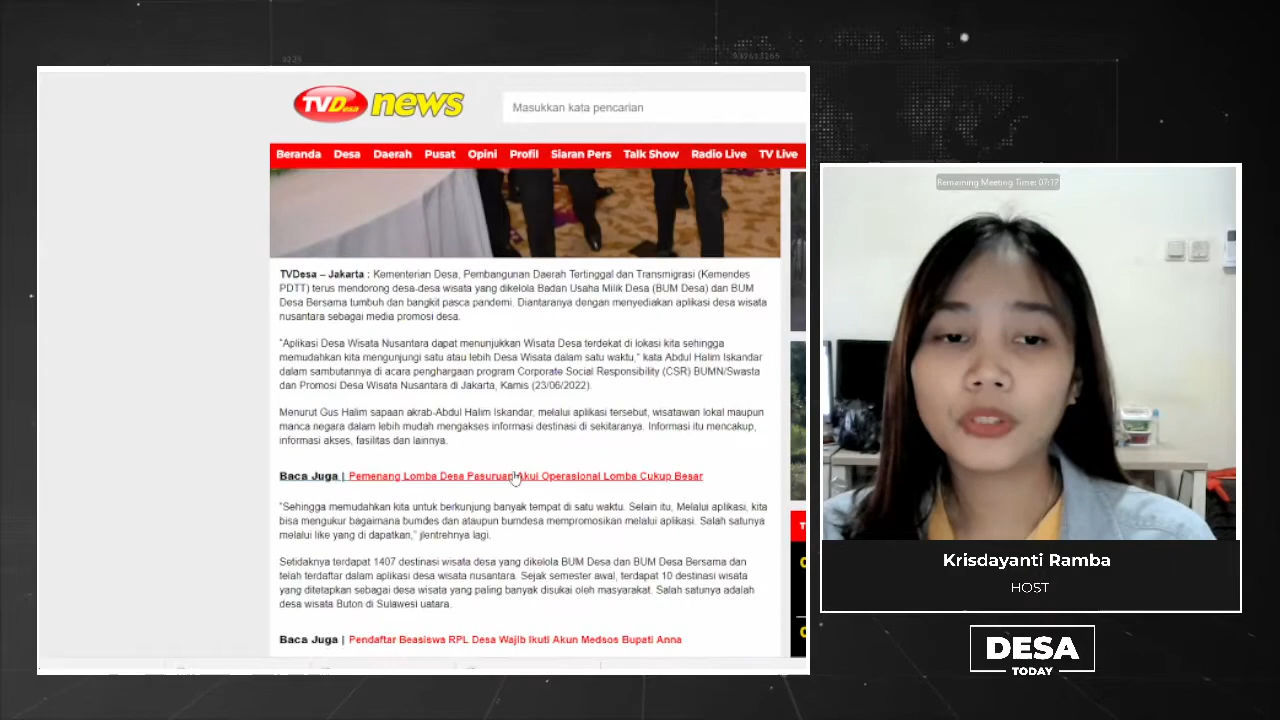 TVDesa news
Masukkan kata pencarian
Beranda Desa Daerah Pusat Opini Profil Siaran Pers Talk Show Radio Live TV Live
TVDesa – Jakarta : Kementerian Desa, Pembangunan Daerah Tertinggal dan Transmigrasi (Kemendes
PDTT) terus mendorong desa-desa wisata yang dikelola Badan Usaha Milik Desa (BUM Desa) dan BUM
Desa Bersama tumbuh dan bangkit pasca pandemi. Diantaranya dengan menyediakan aplikasi desa wisata
nusantara sebagai media promosi desa.
"Aplikasi Desa Wisata Nusantara dapat menunjukkan Wisata Desa terdekat di lokasi kita sehingga
memudahkan kita mengunjungi satu atau lebih Desa Wisata dalam satu waktu," kata Abdul Halim Iskandar
dalam sambutannya di acara penghargaan program Corporate Social Responsibility (CSR) BUMN/Swasta
dan Promosi Desa Wisata Nusantara di Jakarta, Kamis (23/06/2022).
Menurut Gus Halim sapaan akrab Abdul Halim Iskandar, melalui aplikasi tersebut, wisatawan lokal maupun
manca negara dalam lebih mudah mengakses informasi destinasi di sekitaranya. Informasi itu mencakup,
informasi akses, fasilitas dan lainnya.
Baca Juga | Pemenang Lomba Desa Pasuruan Akui Operasional Lomba Cukup Besar
"Sehingga memudahkan kita untuk berkunjung banyak tempat di satu waktu. Selain itu, Melalui aplikasi, kita
bisa mengukur bagaimana bumdes dan ataupun bumdesa mempromosikan melalui aplikasi. Salah satunya
melalui like yang di dapatkan," jlentrehnya lagi.
Setidaknya terdapat 1407 destinasi wisata desa yang dikelola BUM Desa dan BUM Desa Bersama dan
telah terdaftar dalam aplikasi desa wisata nusantara. Sejak semester awal, terdapat 10 destinasi wisata
yang ditetapkan sebagai desa wisata yang paling banyak disukai oleh masyarakat. Salah satunya adalah
desa wisata Buton di Sulawesi uatara.
Baca Juga | Pendaftar Beasiswa RPL Desa Wajib Ikuti Akun Medsos Bupati Anna
Remaining Meeting Time: 07:17
Krisdayanti Ramba
HOST
DESA
TODAY